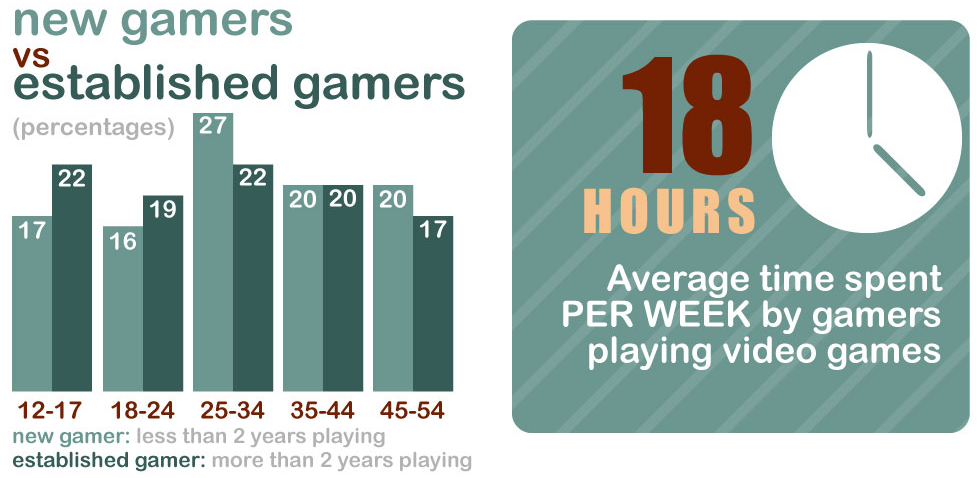 new gamers
vs
established gamers
(percentages)
17 22 16 19 27 22 20 20 20 17
12-17 18-24 25-34 35-44 45-54
new gamer: less than 2 years playing
established gamer: more than 2 years playing
18
HOURS
Average time spent
PER WEEK by gamers
playing video games